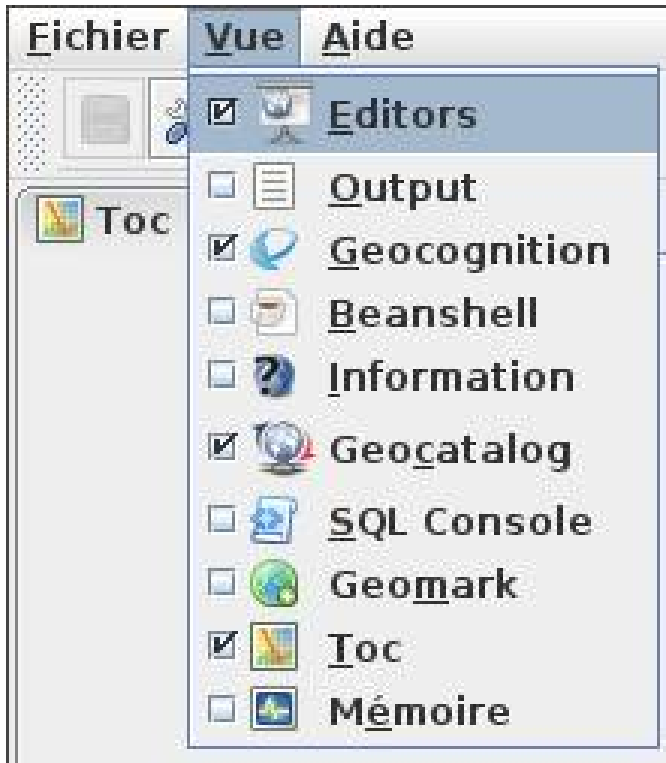 Fichier Vue Aide
Editors
Output
Toc
Geocognition
Beanshell
Information
Geocatalog
SQL Console
Geomark
Toc
Mémoire